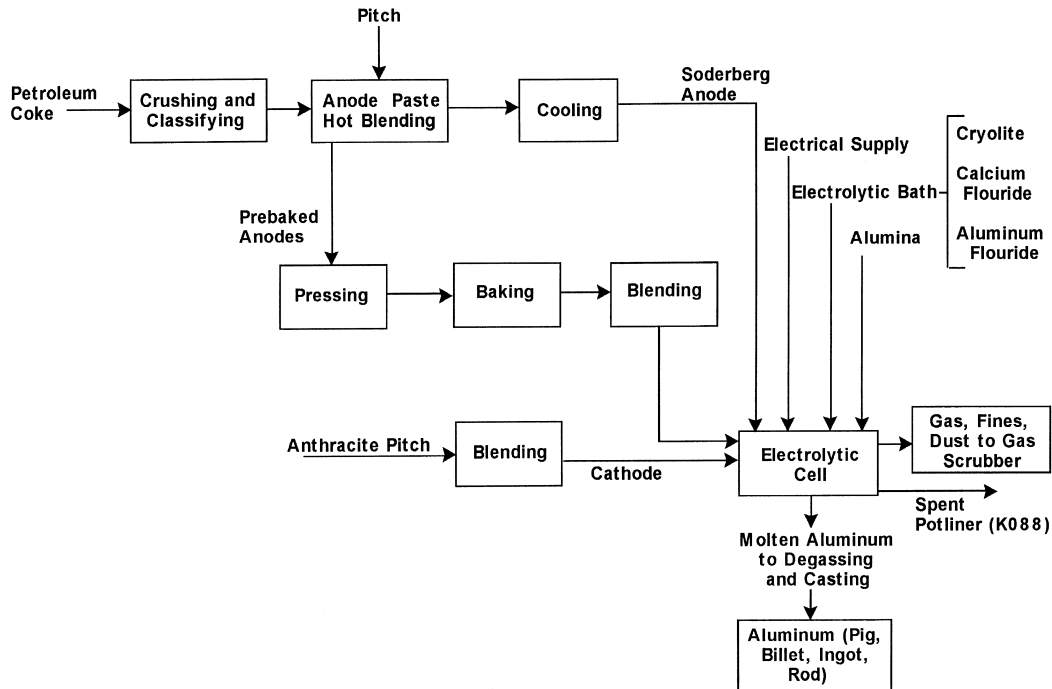 Pitch
Petroleum
Coke
Crushing and
Classifying
Anode Paste
Hot Blending
Cooling
Soderberg
Anode
Electrical Supply
Electrolytic Bath
Cryolite
Calcium
Flouride
Aluminum
Flouride
Alumina
Prebaked
Anodes
Pressing
Baking
Blending
Anthracite Pitch
Blending
Cathode
Electrolytic
Cell
Gas, Fines,
Dust to Gas
Scrubber
Spent
Potliner (K088)
Molten Aluminum
to Degassing
and Casting
Aluminum (Pig,
Billet, Ingot,
Rod)